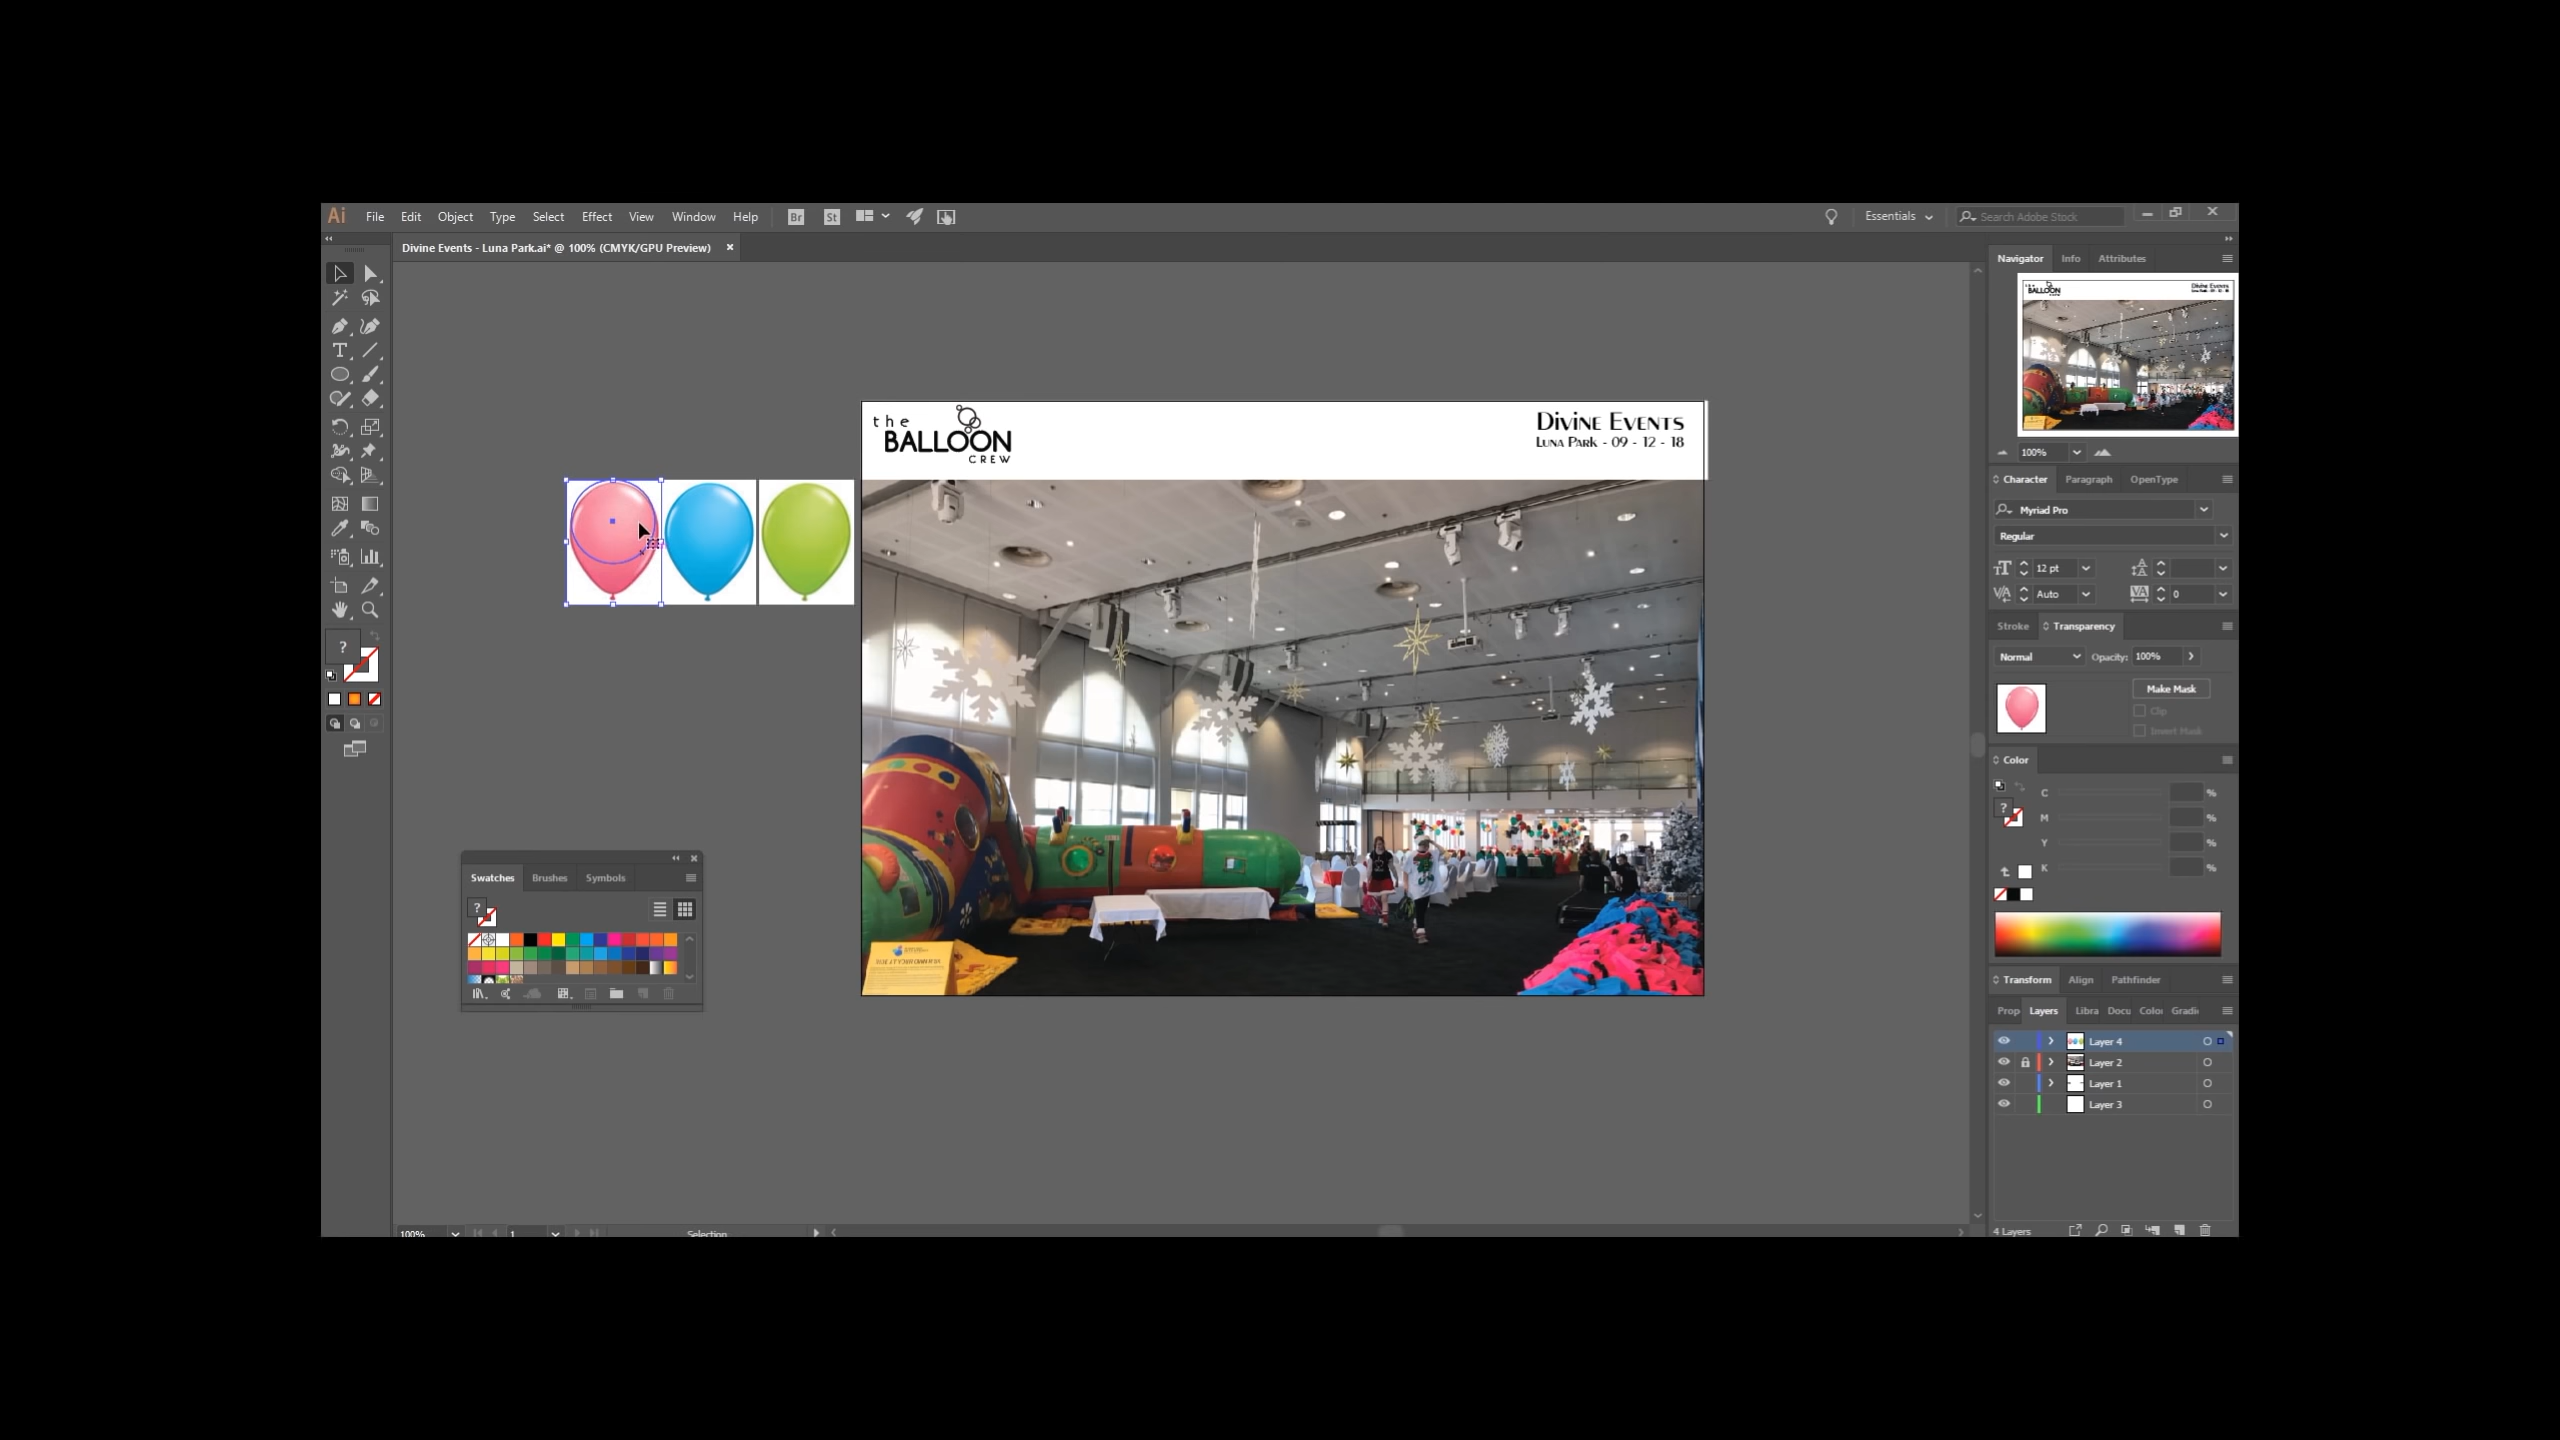 Ai File Edit Object Type Select Effect View Window Help Br St Essentials Search Adobe Stock
Divine Events - Luna Park.ai* @ 100% (CMYK/GPU Preview)
Navigator Info Attributes
the
BALLOON
CREW
Divine Events
Luna Park - 09 - 12 - 18
100%
Character Paragraph OpenType
Myriad Pro
Regular
12 pt
Auto 0
Stroke Transparency
Normal Opacity: 100%
Make Mask
Clip
Invert Mask
Color
C %
M %
Y %
K %
Swatches Brushes Symbols
?
Transform Align Pathfinder
Prop Layers Libra Docu Color Gradi
Layer 4
Layer 2
Layer 1
Layer 3
4 Layers
100% 1 Selection